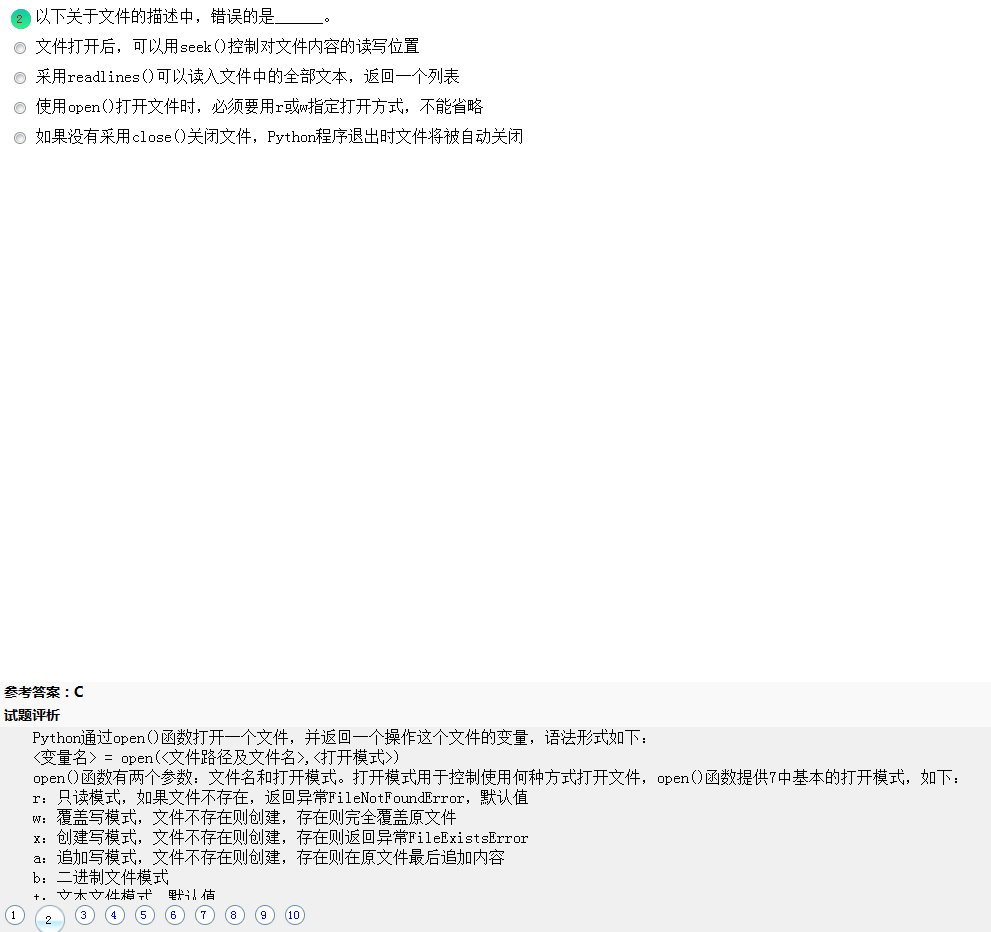 2 以下关于文件的描述中，错误的是______。
文件打开后，可以用seek()控制对文件内容的读写位置
采用readlines()可以读入文件中的全部文本，返回一个列表
使用open()打开文件时，必须要用r或w指定打开方式，不能省略
如果没有采用close()关闭文件，Python程序退出时文件将被自动关闭
参考答案：C
试题评析
Python通过open()函数打开一个文件，并返回一个操作这个文件的变量，语法形式如下：
<变量名> = open(<文件路径及文件名>,<打开模式>)
open()函数有两个参数：文件名和打开模式。打开模式用于控制使用何种方式打开文件，open()函数提供7中基本的打开模式，如下：
r：只读模式，如果文件不存在，返回异常FileNotFoundError，默认值
w：覆盖写模式，文件不存在则创建，存在则完全覆盖原文件
x：创建写模式，文件不存在则创建，存在则返回异常FileExistsError
a：追加写模式，文件不存在则创建，存在则在原文件最后追加内容
b：二进制文件模式
t：文本文件模式，默认值
1 2 3 4 5 6 7 8 9 10